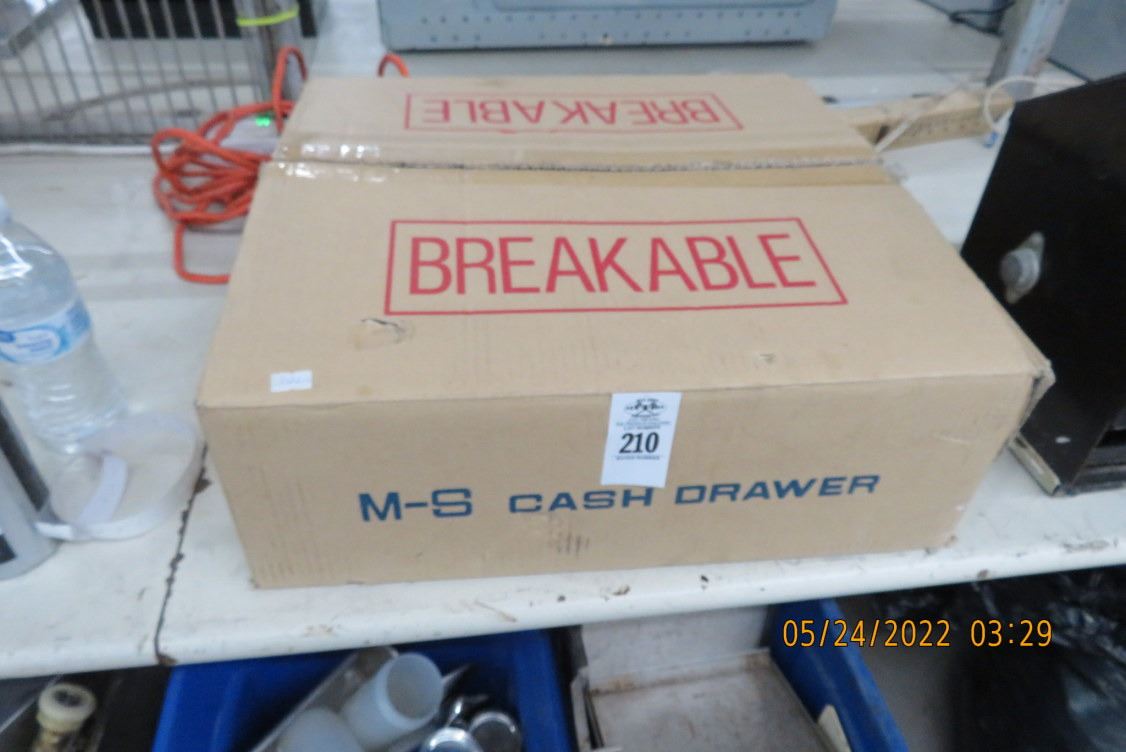 BREAKABLE
BREAKABLE
210
M-S CASH DRAWER
05/24/2022 03:29